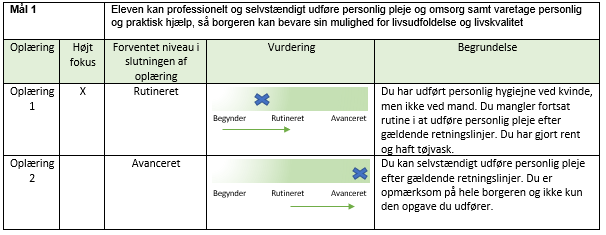 Mål 1
Eleven kan professionelt og selvstændigt udføre personlig pleje og omsorg samt varetage personlig
og praktisk hjælp, så borgeren kan bevare sin mulighed for livsudfoldelse og livskvalitet
Oplæring
Højt
fokus
Forventet niveau i
slutningen af
oplæring
Vurdering
Begrundelse
Oplæring
1
X
Rutineret
Begynder
Rutineret
Avanceret
Du har udført personlig hygiejne ved kvinde,
men ikke ved mand. Du mangler fortsat
rutine i at udføre personlig pleje efter
gældende retningslinjer. Du har gjort rent
og haft tøjvask.
Oplæring
2
Avanceret
Begynder
Rutineret
Avanceret
Du kan selvstændigt udføre personlig pleje
efter gældende retningslinjer. Du er
opmærksom på hele borgeren og ikke kun
den opgave du udfører.